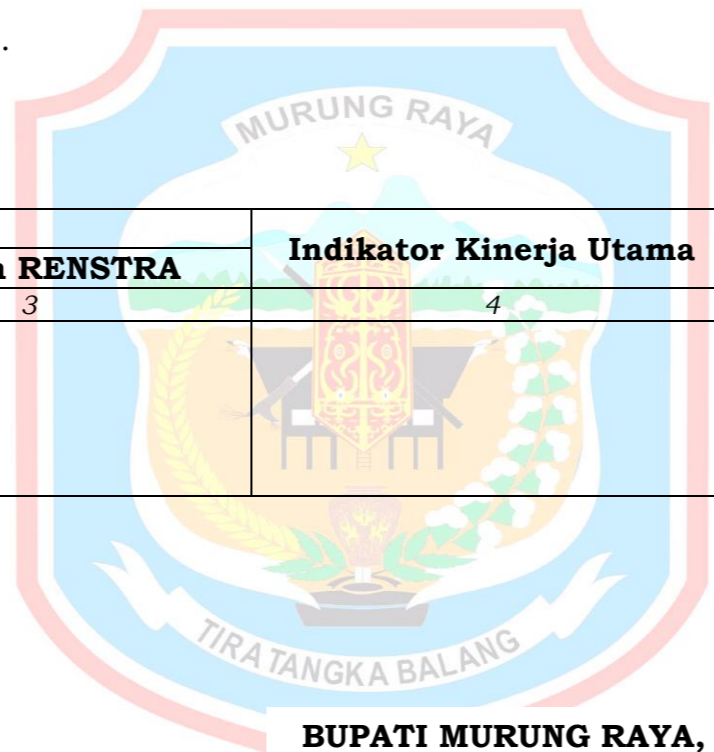 .
MURUNG RAYA
n RENSTRA
Indikator Kinerja Utama
3
4
TIRA TANGKA BALANG
BUPATI MURUNG RAYA,